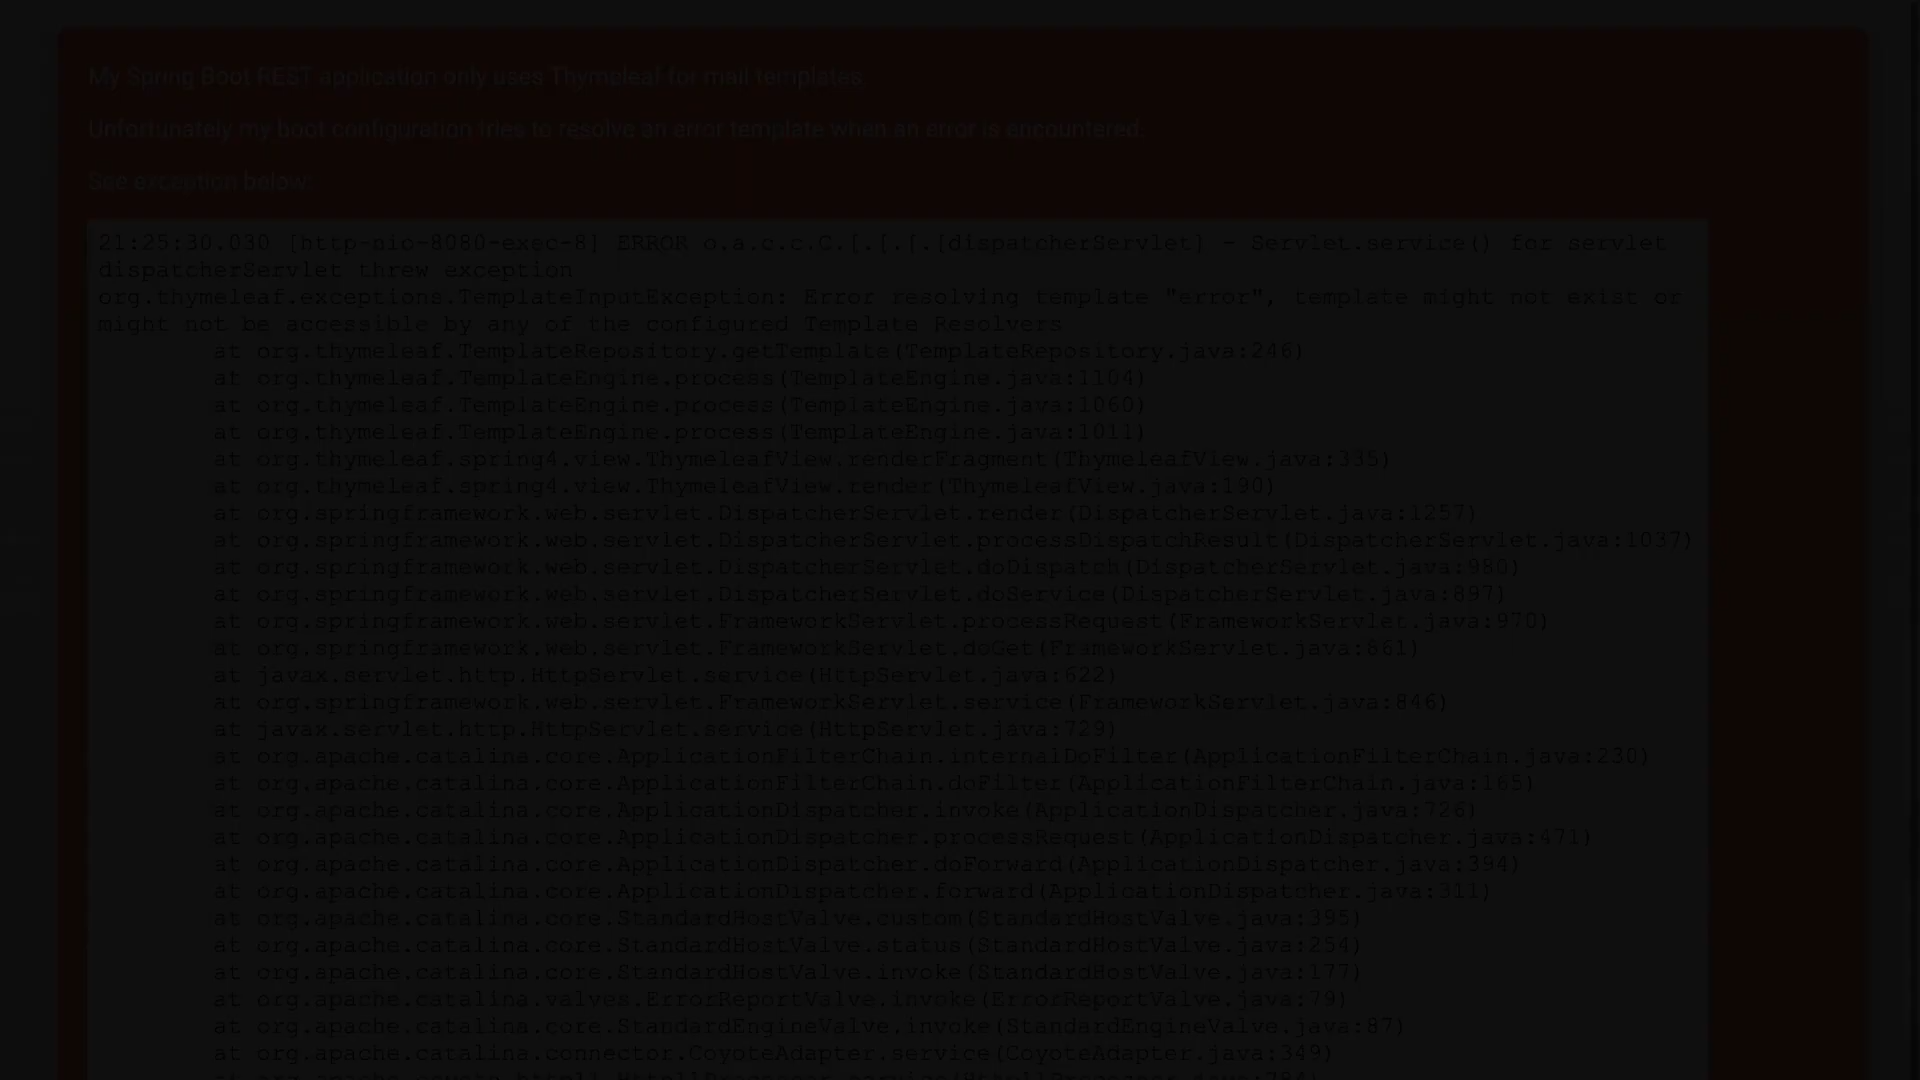 My Spring Boot REST application only uses Thymeleaf for mail templates.
Unfortunately my boot configuration tries to resolve an error template when an error is encountered.
See exception below:
21:25:30.030 [http-nio-8080-exec-8] ERROR o.a.c.c.C.[.[.[.[dispatcherServlet] - Servlet.service() for servlet
dispatcherServlet threw exception
org.thymeleaf.exceptions.TemplateInputException: Error resolving template "error", template might not exist or
might not be accessible by any of the configured Template Resolvers
at org.thymeleaf.TemplateRepository.getTemplate(TemplateRepository.java:246)
at org.thymeleaf.TemplateEngine.process(TemplateEngine.java:1104)
at org.thymeleaf.TemplateEngine.process(TemplateEngine.java:1060)
at org.thymeleaf.TemplateEngine.process(TemplateEngine.java:1011)
at org.thymeleaf.spring4.view.ThymeleafView.renderFragment(ThymeleafView.java:335)
at org.thymeleaf.spring4.view.ThymeleafView.render(ThymeleafView.java:190)
at org.springframework.web.servlet.DispatcherServlet.render(DispatcherServlet.java:1257)
at org.springframework.web.servlet.DispatcherServlet.processDispatchResult(DispatcherServlet.java:1037)
at org.springframework.web.servlet.DispatcherServlet.doDispatch(DispatcherServlet.java:980)
at org.springframework.web.servlet.DispatcherServlet.doService(DispatcherServlet.java:897)
at org.springframework.web.servlet.FrameworkServlet.processRequest(FrameworkServlet.java:970)
at org.springframework.web.servlet.FrameworkServlet.doGet(FrameworkServlet.java:861)
at javax.servlet.http.HttpServlet.service(HttpServlet.java:622)
at org.springframework.web.servlet.FrameworkServlet.service(FrameworkServlet.java:846)
at javax.servlet.http.HttpServlet.service(HttpServlet.java:729)
at org.apache.catalina.core.ApplicationFilterChain.internalDoFilter(ApplicationFilterChain.java:230)
at org.apache.catalina.core.ApplicationFilterChain.doFilter(ApplicationFilterChain.java:165)
at org.apache.catalina.core.ApplicationDispatcher.invoke(ApplicationDispatcher.java:726)
at org.apache.catalina.core.ApplicationDispatcher.processRequest(ApplicationDispatcher.java:471)
at org.apache.catalina.core.ApplicationDispatcher.doForward(ApplicationDispatcher.java:394)
at org.apache.catalina.core.ApplicationDispatcher.forward(ApplicationDispatcher.java:311)
at org.apache.catalina.core.StandardHostValve.custom(StandardHostValve.java:395)
at org.apache.catalina.core.StandardHostValve.status(StandardHostValve.java:254)
at org.apache.catalina.core.StandardHostValve.invoke(StandardHostValve.java:177)
at org.apache.catalina.valves.ErrorReportValve.invoke(ErrorReportValve.java:79)
at org.apache.catalina.core.StandardEngineValve.invoke(StandardEngineValve.java:87)
at org.apache.catalina.connector.CoyoteAdapter.service(CoyoteAdapter.java:349)